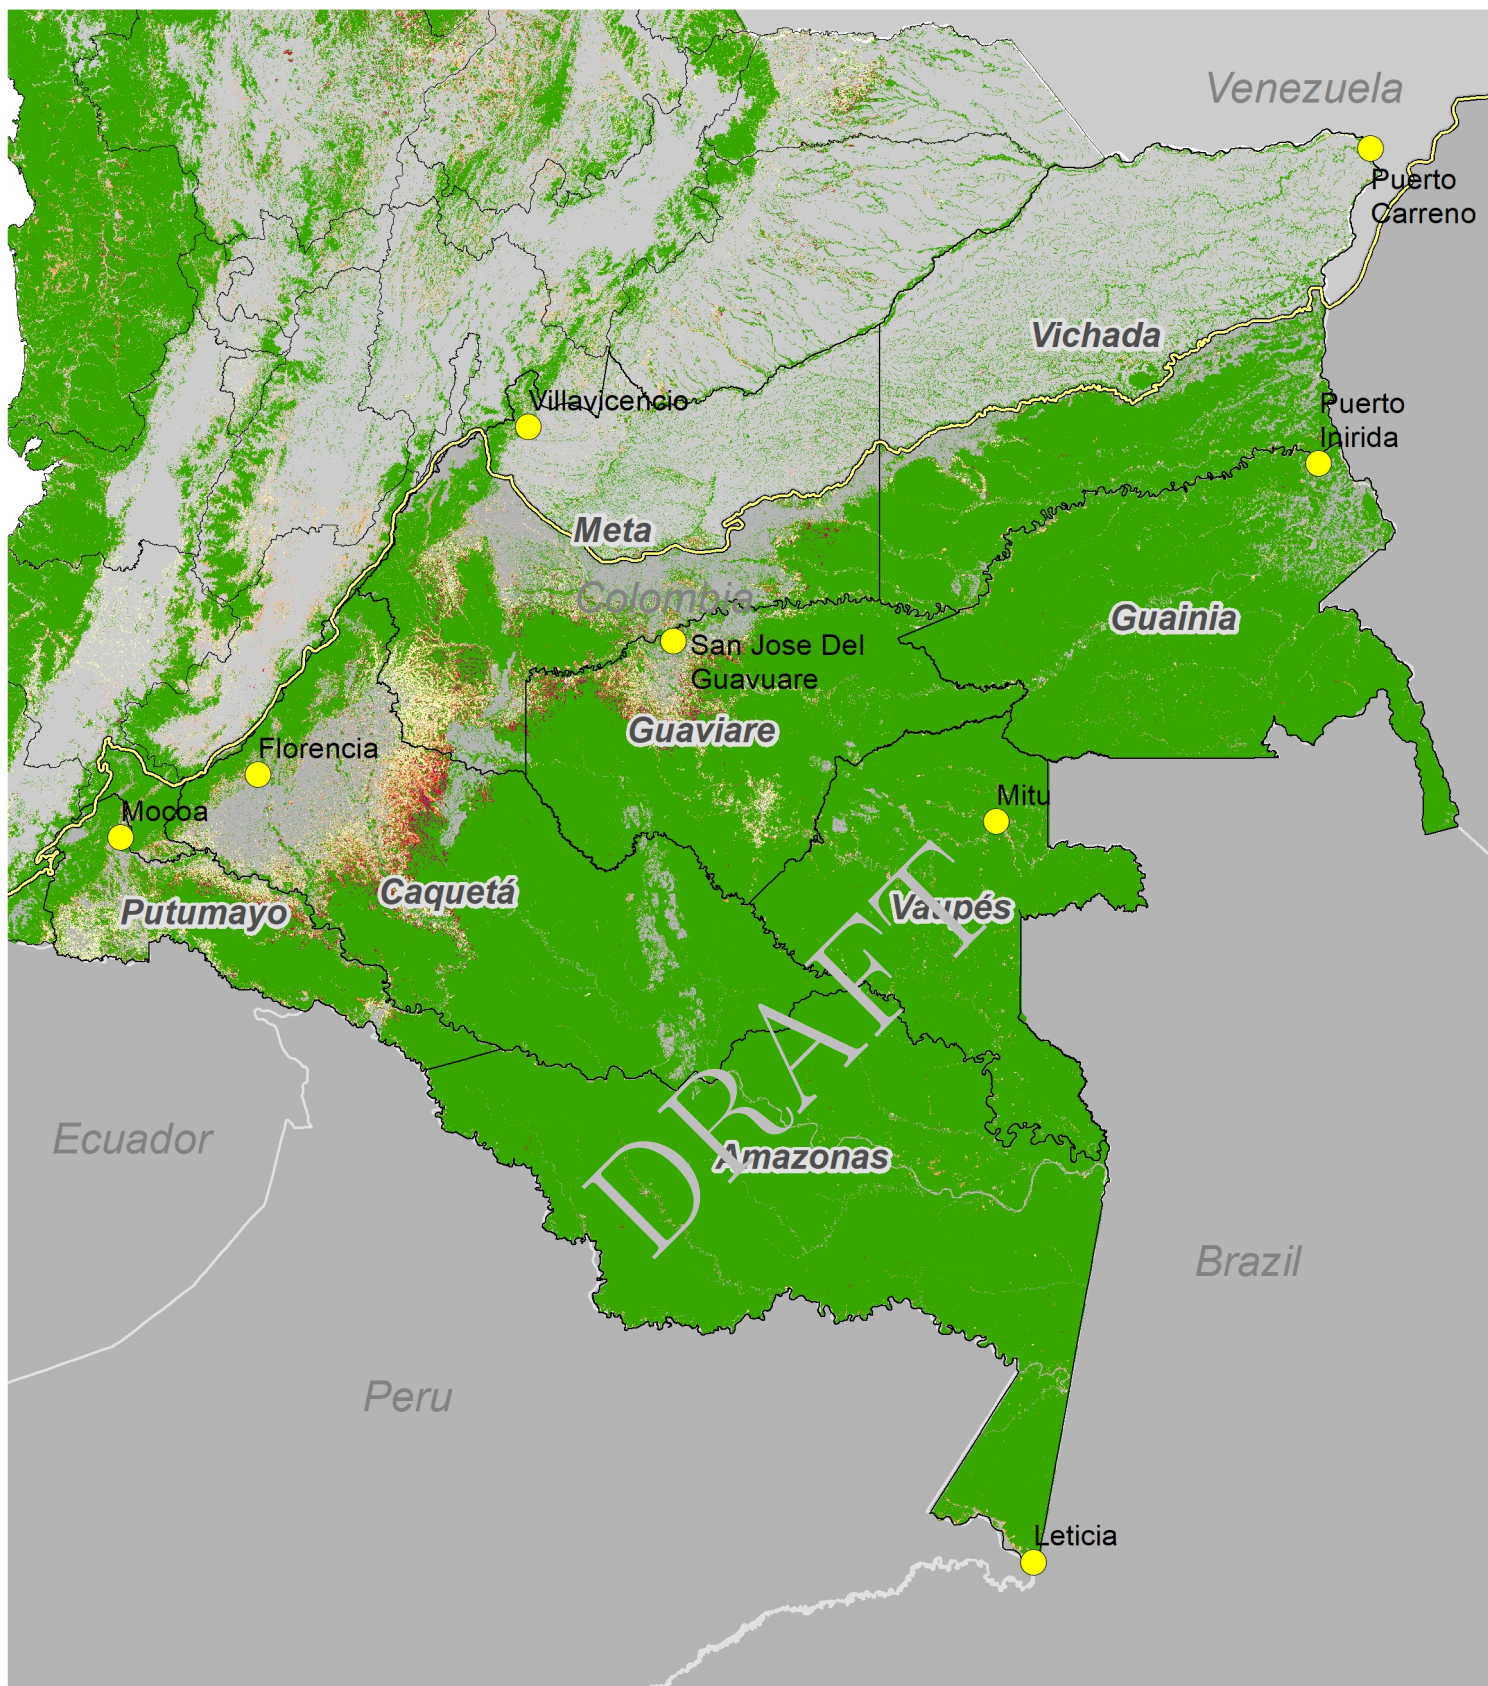 Venezuela
Puerto
Carreno
Vichada
Villavicencio
Puerto
Inirida
Meta
Colombia
Guainia
San Jose Del
Guavuare
Guaviare
Florencia
Mitu
Mocoa
Caquetá
Putumayo
Vaupés
DRAFT
Ecuador
Amazonas
Brazil
Peru
Leticia